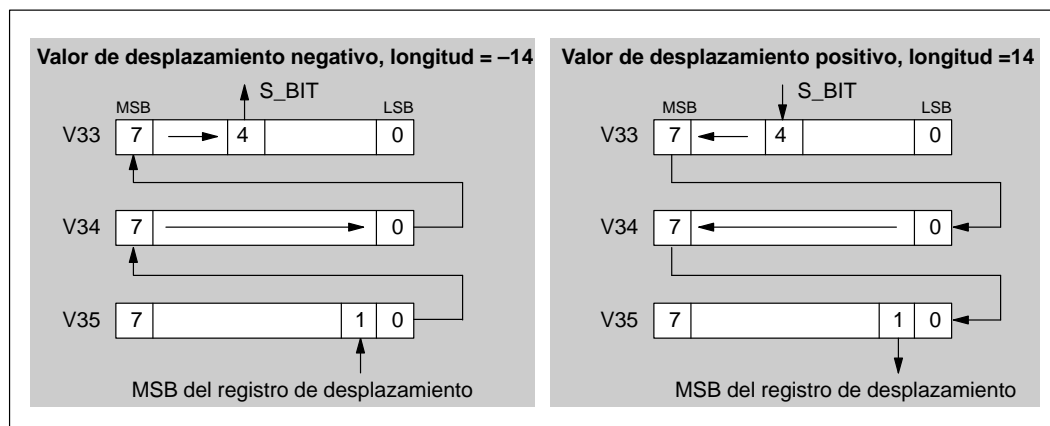 Valor de desplazamiento negativo, longitud = –14
S_BIT
MSB LSB
V33 7 4 0
V34 7 0
V35 7 1 0
MSB del registro de desplazamiento
Valor de desplazamiento positivo, longitud =14
S_BIT
MSB LSB
V33 7 4 0
V34 7 0
V35 7 1 0
MSB del registro de desplazamiento